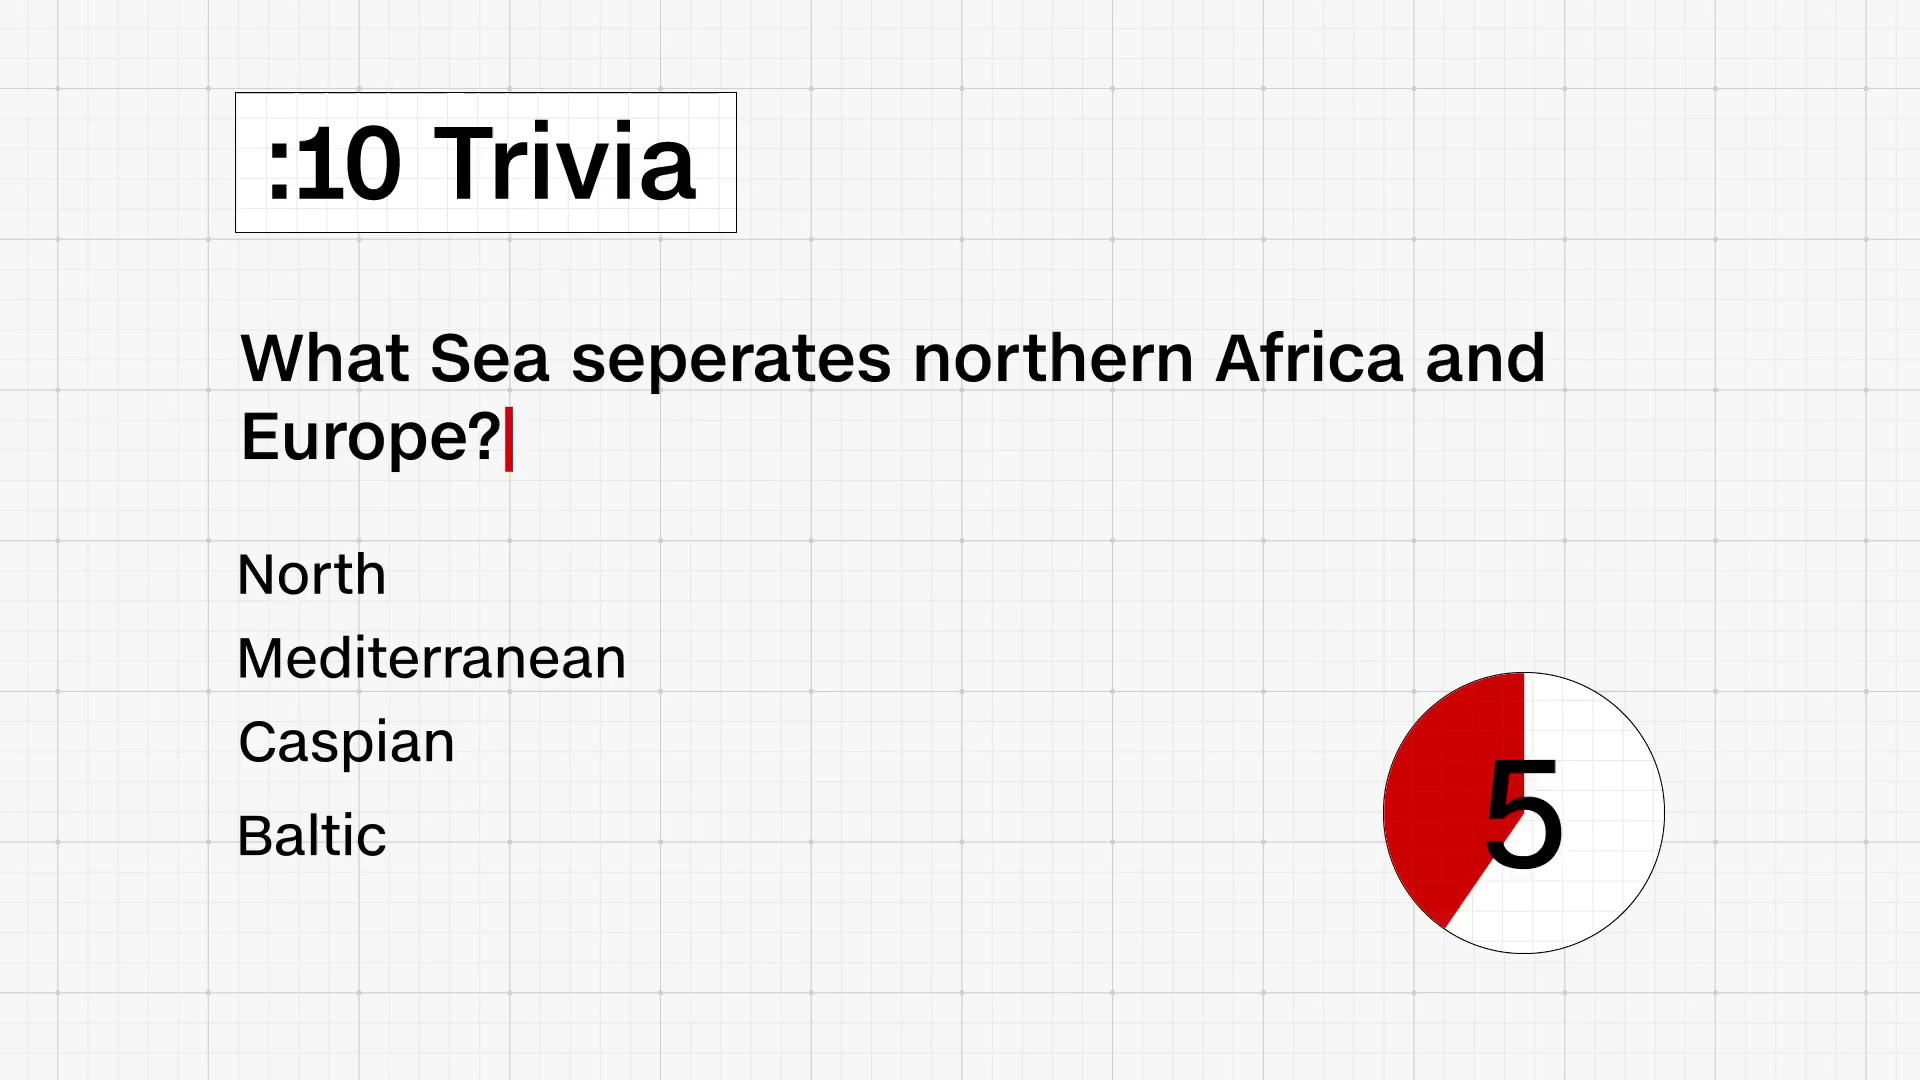 :10 Trivia
What Sea seperates northern Africa and
Europe?
North
Mediterranean
Caspian
Baltic
5